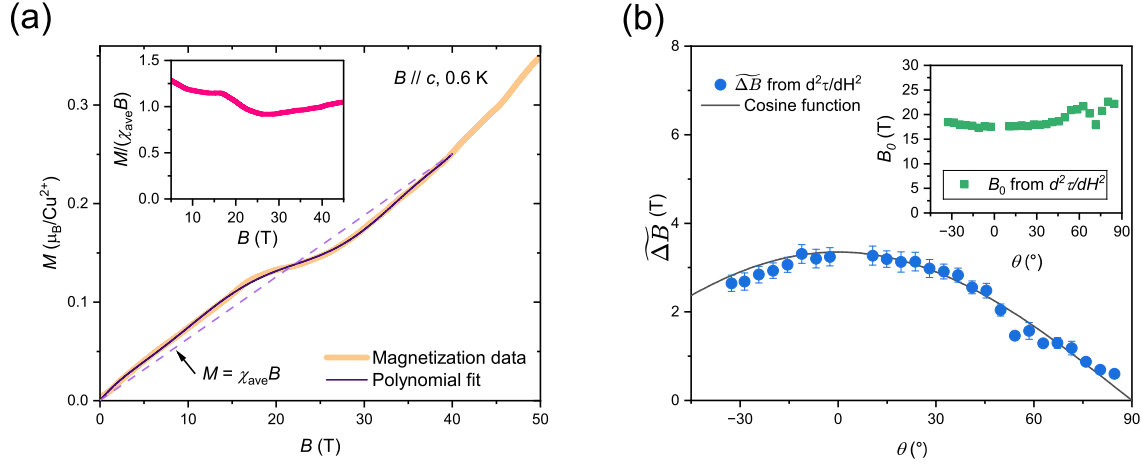 (a)
0.3
0.2
0.1
0.0
M (μB/Cu²⁺)
0 10 20 30 40 50
B (T)
B // c, 0.6 K
1.5
1.0
0.5
0.0
M/(χaveB)
10 20 30 40
B (T)
M = χaveB
Magnetization data
Polynomial fit
(b)
8
6
4
2
0
ΔB̃ (T)
−30 0 30 60 90
θ (°)
ΔB̃ from d²τ/dH²
Cosine function
30
25
20
15
10
5
0
B₀ (T)
B₀ from d²τ/dH²
−30 0 30 60 90
θ (°)